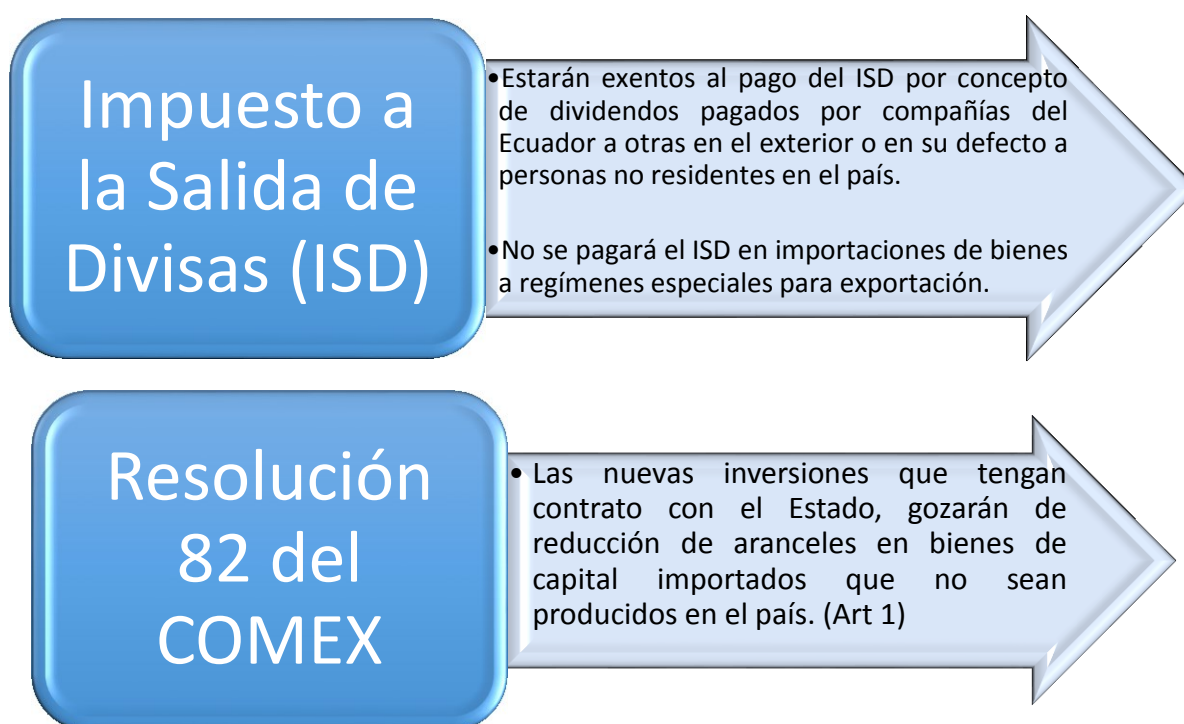 Impuesto a
la Salida de
Divisas (ISD)
•Estarán exentos al pago del ISD por concepto
de dividendos pagados por compañías del
Ecuador a otras en el exterior o en su defecto a
personas no residentes en el país.
•No se pagará el ISD en importaciones de bienes
a regímenes especiales para exportación.
Resolución
82 del
COMEX
• Las nuevas inversiones que tengan
contrato con el Estado, gozarán de
reducción de aranceles en bienes de
capital importados que no sean
producidos en el país. (Art 1)